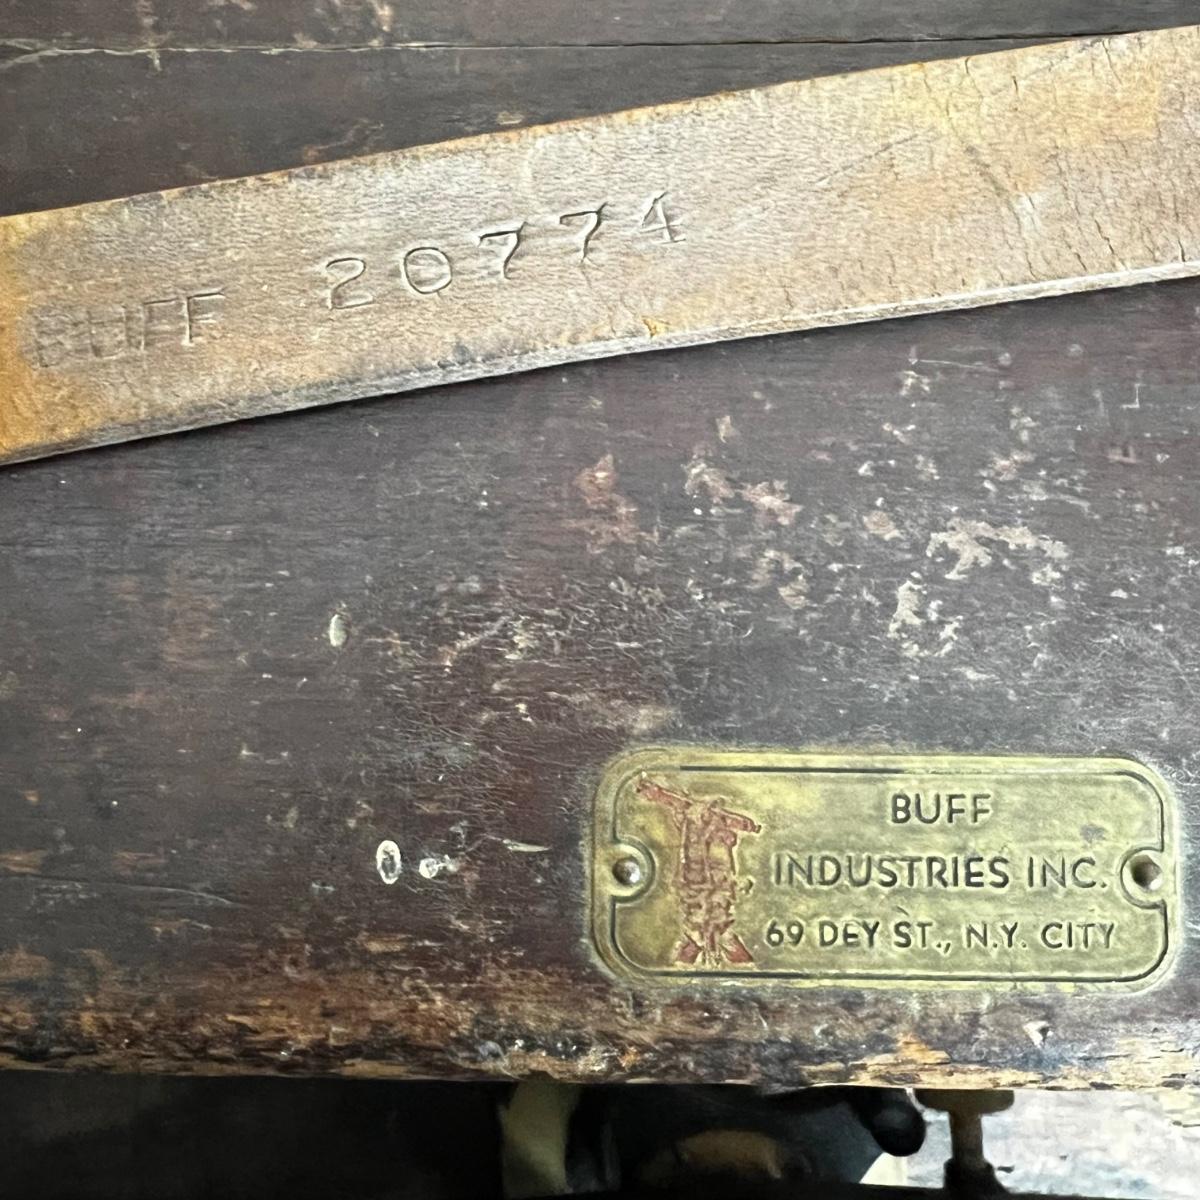 BUFF 20774
BUFF
INDUSTRIES INC.
69 DEY ST., N.Y. CITY